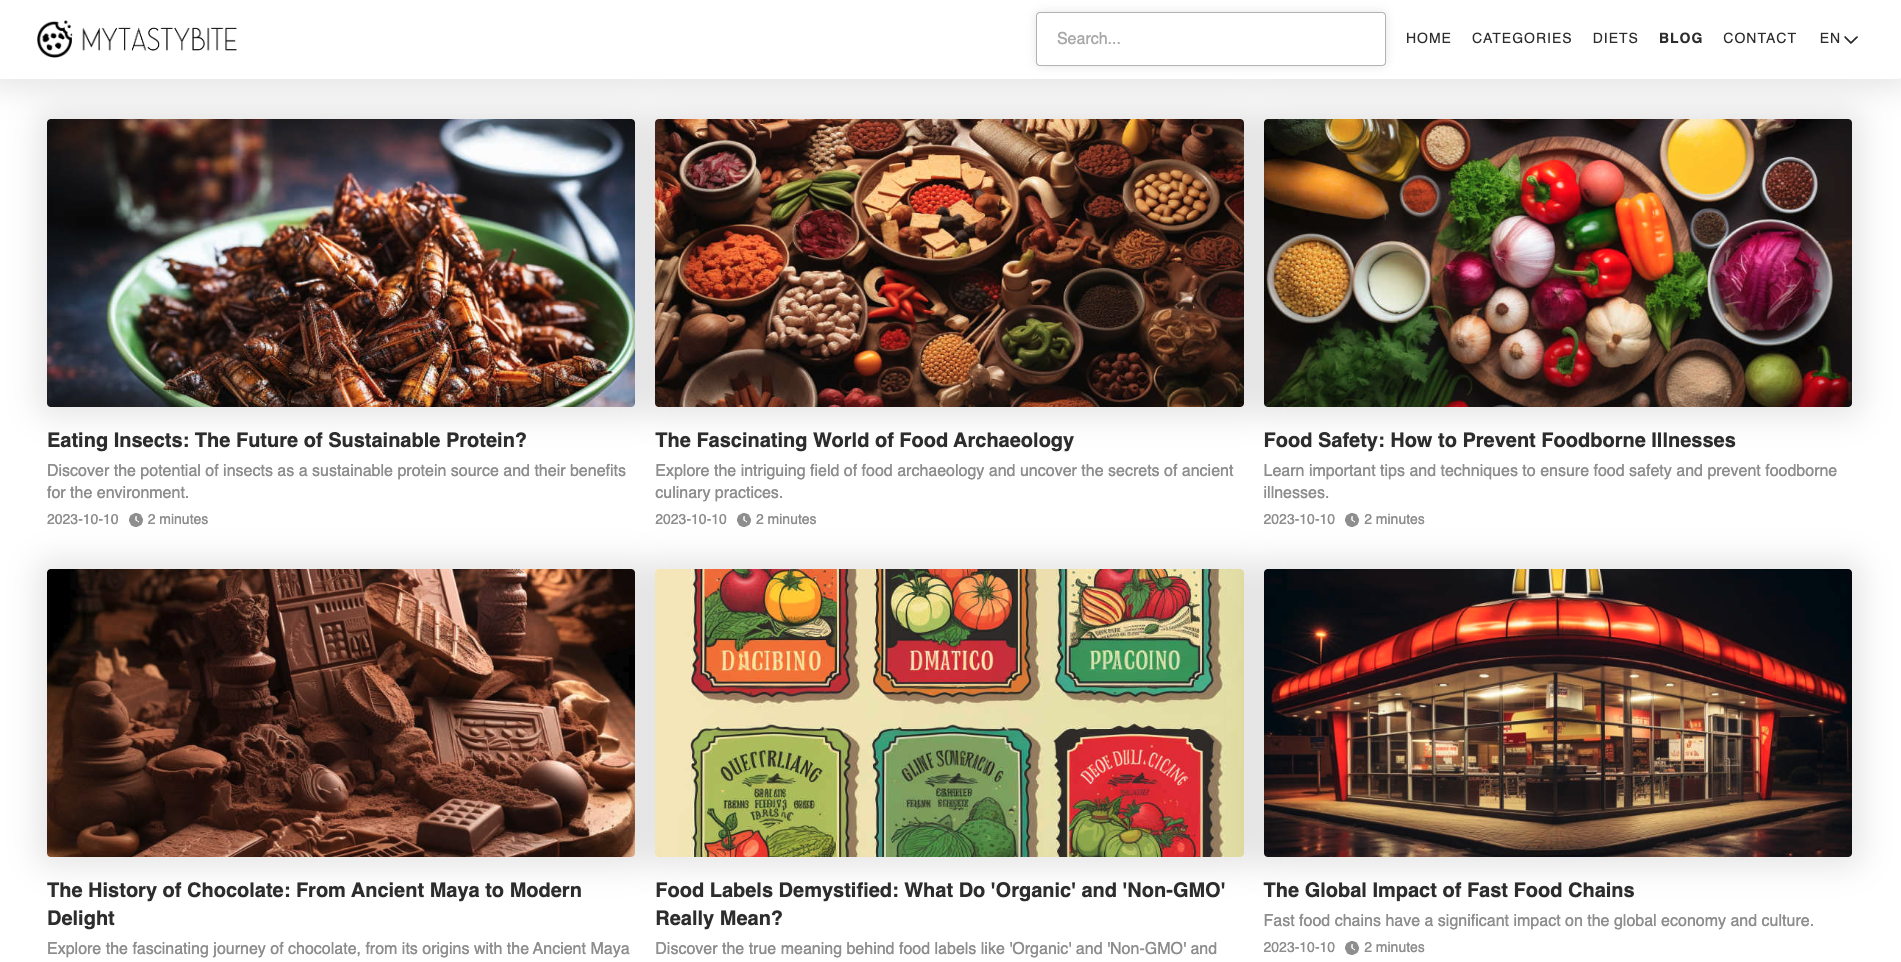 MYTASTYBITE
Search...
HOME CATEGORIES DIETS BLOG CONTACT EN
Eating Insects: The Future of Sustainable Protein?
Discover the potential of insects as a sustainable protein source and their benefits
for the environment.
2023-10-10 2 minutes
The Fascinating World of Food Archaeology
Explore the intriguing field of food archaeology and uncover the secrets of ancient
culinary practices.
2023-10-10 2 minutes
Food Safety: How to Prevent Foodborne Illnesses
Learn important tips and techniques to ensure food safety and prevent foodborne
illnesses.
2023-10-10 2 minutes
The History of Chocolate: From Ancient Maya to Modern
Delight
Explore the fascinating journey of chocolate, from its origins with the Ancient Maya
DACIBINO
DMATICO
PPACOINO
Food Labels Demystified: What Do 'Organic' and 'Non-GMO'
Really Mean?
Discover the true meaning behind food labels like 'Organic' and 'Non-GMO' and
The Global Impact of Fast Food Chains
Fast food chains have a significant impact on the global economy and culture.
2023-10-10 2 minutes